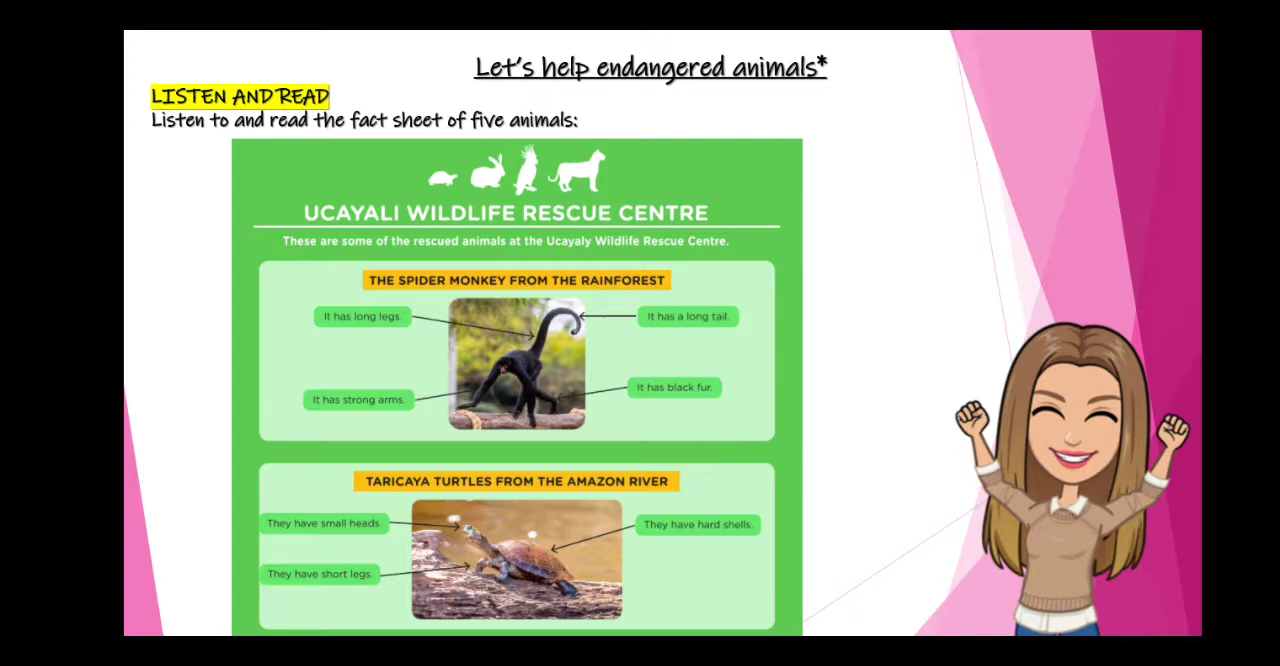 Let's help endangered animals*
LISTEN AND READ
Listen to and read the fact sheet of five animals:
UCAYALI WILDLIFE RESCUE CENTRE
These are some of the rescued animals at the Ucayaly Wildlife Rescue Centre.
THE SPIDER MONKEY FROM THE RAINFOREST
It has long legs.
It has a long tail.
It has strong arms.
It has black fur.
TARICAYA TURTLES FROM THE AMAZON RIVER
They have small heads.
They have hard shells.
They have short legs.